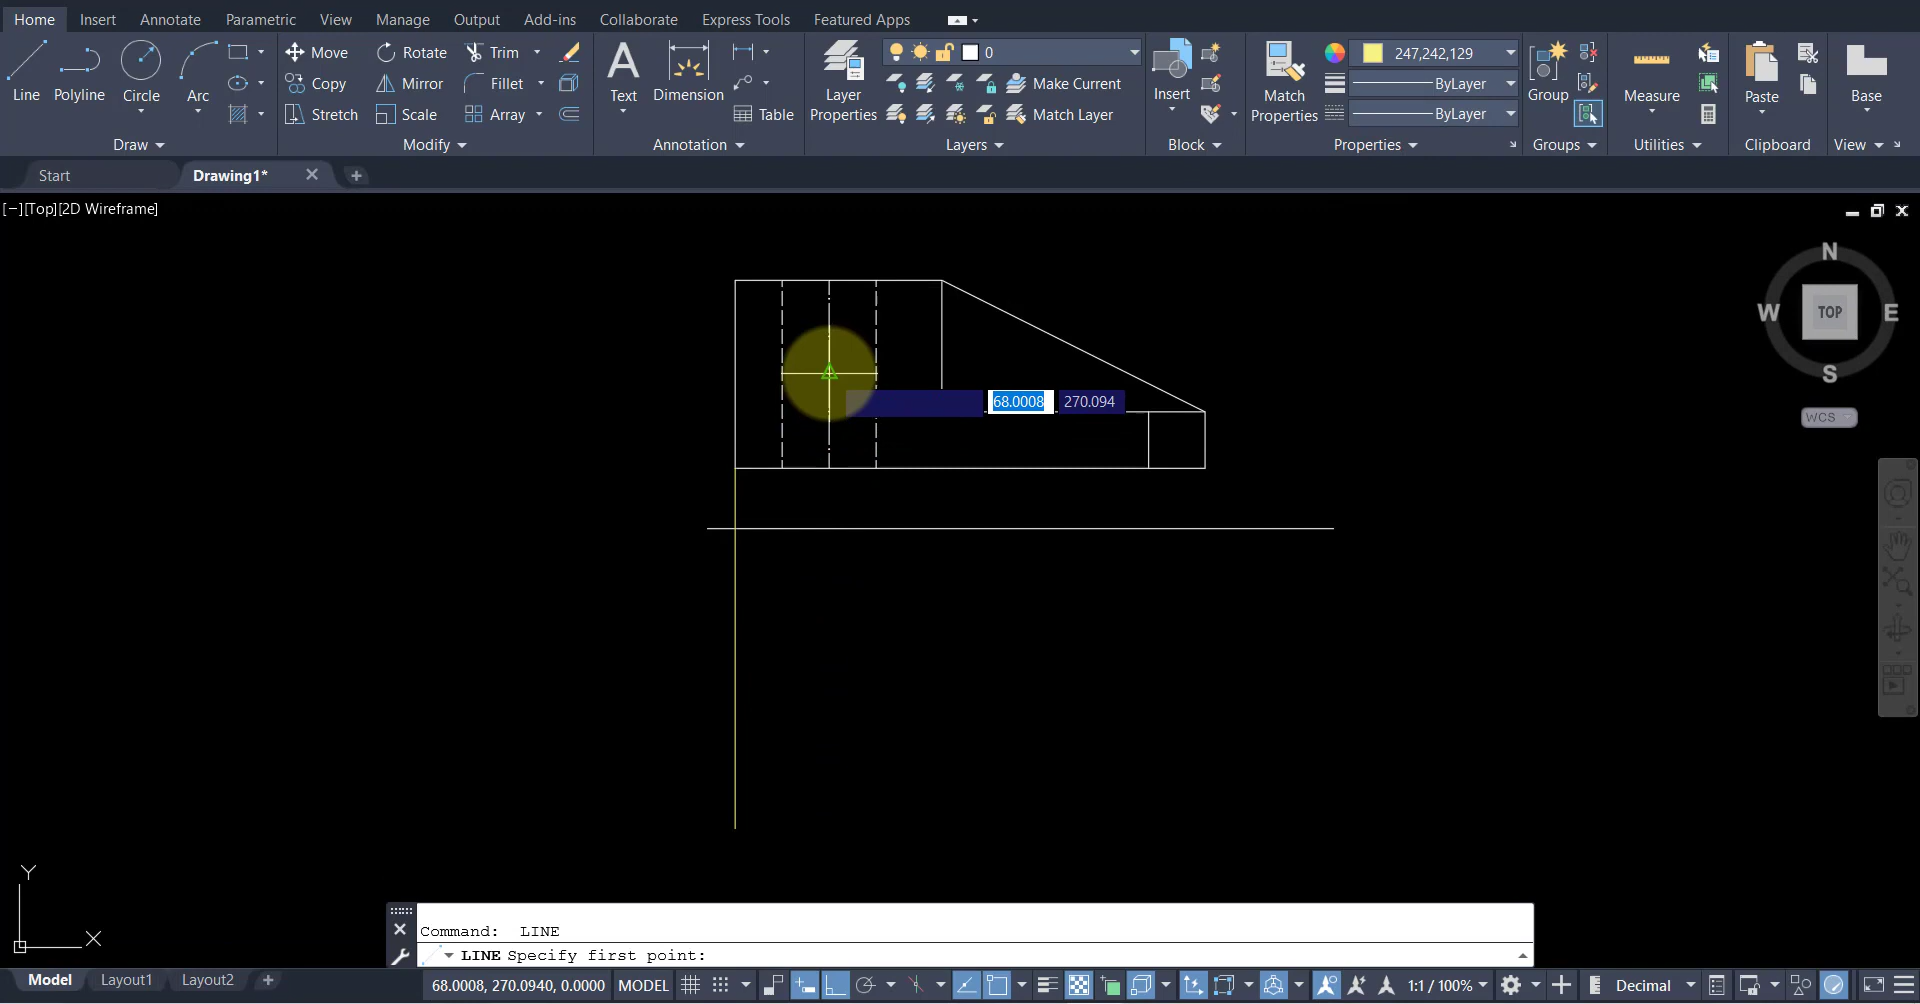 Home Insert Annotate Parametric View Manage Output Add-ins Collaborate Express Tools Featured Apps
Line Polyline Circle Arc
Move Rotate Trim
Copy Mirror Fillet
Stretch Scale Array
Text Dimension Table
Layer Properties
0
Make Current
Match Layer
Insert
Match Properties
247,242,129
ByLayer
ByLayer
Group
Measure
Paste
Base
Draw Modify Annotation Layers Block Properties Groups Utilities Clipboard View
Start Drawing1*
[−][Top][2D Wireframe]
N
W TOP E
S
WCS
68.0008 270.094
Y
X
Command: LINE
LINE Specify first point:
Model Layout1 Layout2
68.0008, 270.0940, 0.0000 MODEL 1:1 / 100% Decimal